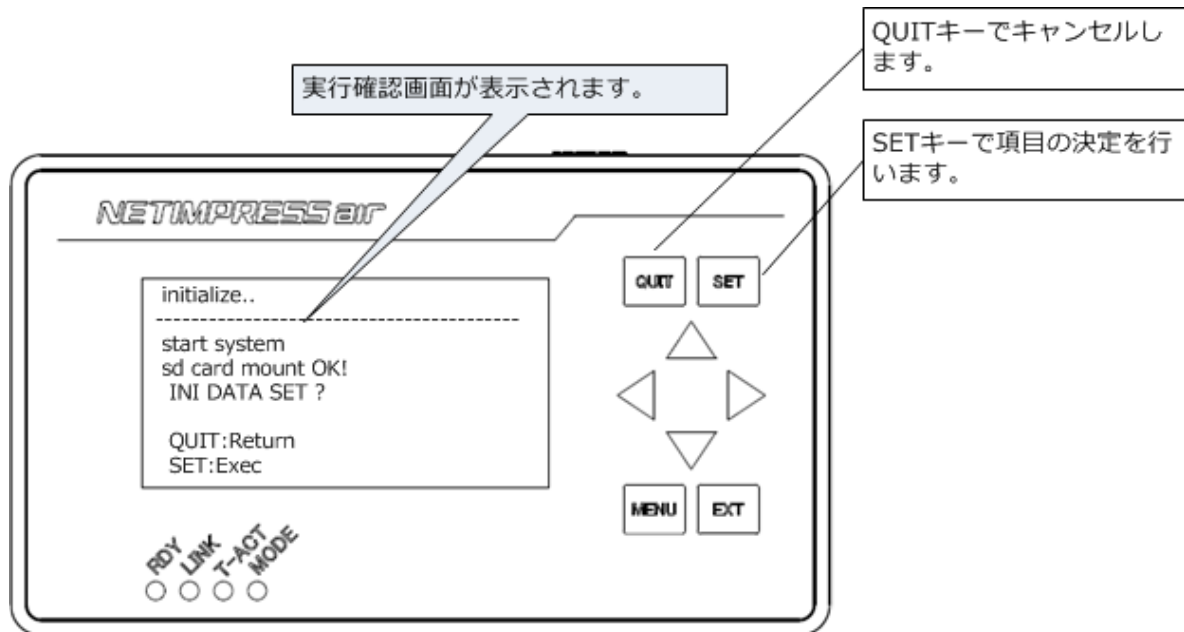 QUITキーでキャンセルし
ます。
実行確認画面が表示されます。
SETキーで項目の決定を行
います。
NETIMPRESS air
QUIT SET
initialize..
--------------------------------------------
start system
sd card mount OK!
INI DATA SET ?
QUIT:Return
SET:Exec
MENU EXT
RDY LINK T-ACT MODE